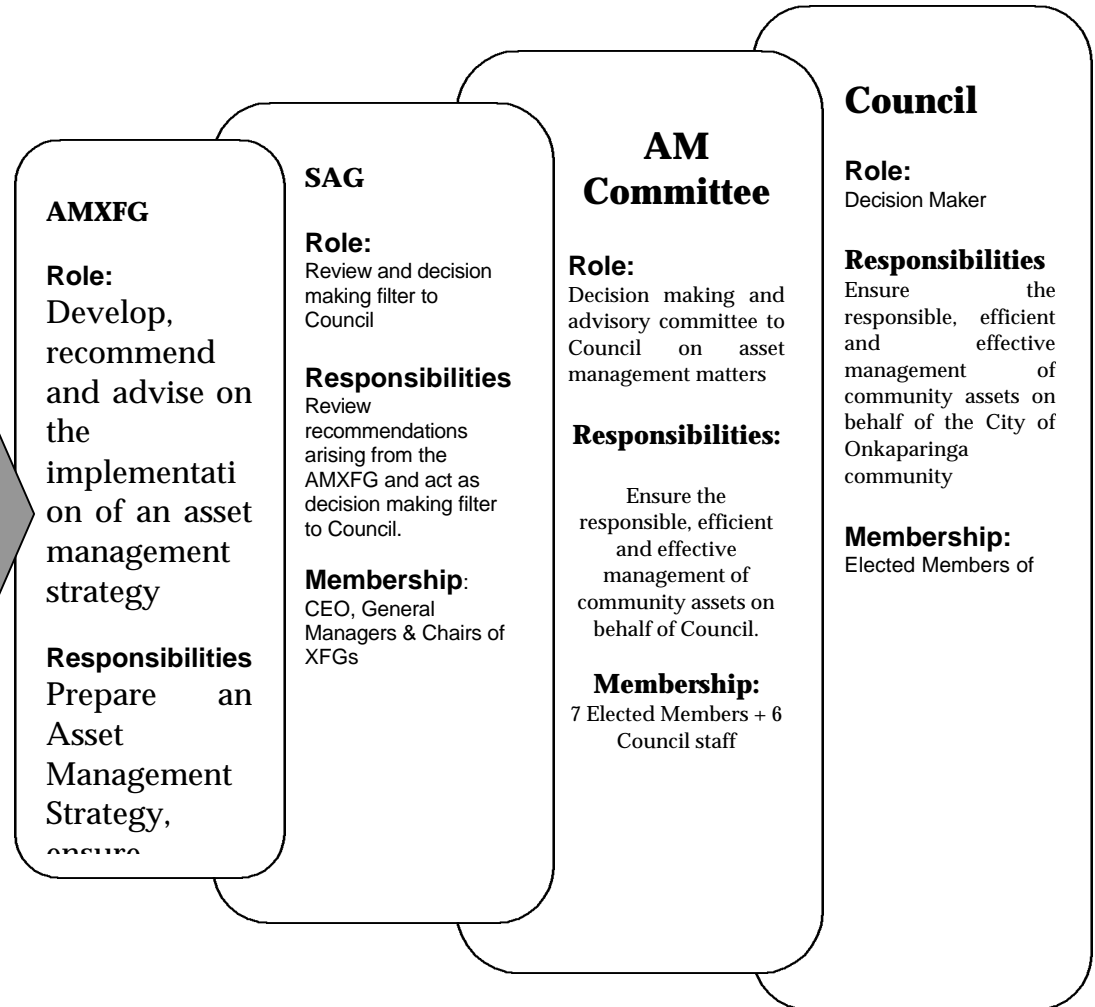 AMXFG
Role:
Develop,
recommend
and advise on
the
implementati
on of an asset
management
strategy
Responsibilities
Prepare an
Asset
Management
Strategy,
ensure
SAG
Role:
Review and decision
making filter to
Council
Responsibilities
Review
recommendations
arising from the
AMXFG and act as
decision making filter
to Council.
Membership:
CEO, General
Managers & Chairs of
XFGs
AM
Committee
Role:
Decision making and
advisory committee to
Council on asset
management matters
Responsibilities:
Ensure the
responsible, efficient
and effective
management of
community assets on
behalf of Council.
Membership:
7 Elected Members + 6
Council staff
Council
Role:
Decision Maker
Responsibilities
Ensure the
responsible, efficient
and effective
management of
community assets on
behalf of the City of
Onkaparinga
community
Membership:
Elected Members of